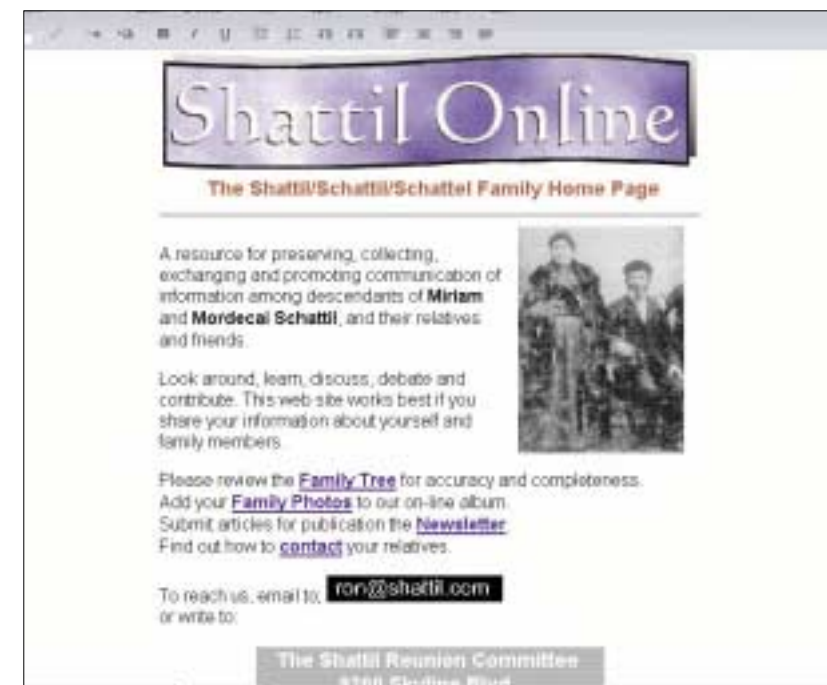 Shattil Online
The Shattil/Schattil/Schattel Family Home Page
A resource for preserving, collecting,
exchanging and promoting communication of
information among descendants of Miriam
and Mordecai Schattil, and their relatives
and friends.
Look around, learn, discuss, debate and
contribute. This web site works best if you
share your information about yourself and
family members.
Please review the Family Tree for accuracy and completeness.
Add your Family Photos to our on-line album.
Submit articles for publication the Newsletter.
Find out how to contact your relatives.
To reach us, email to; ron@shattil.com
or write to:
The Shattil Reunion Committee
Skyline Blvd